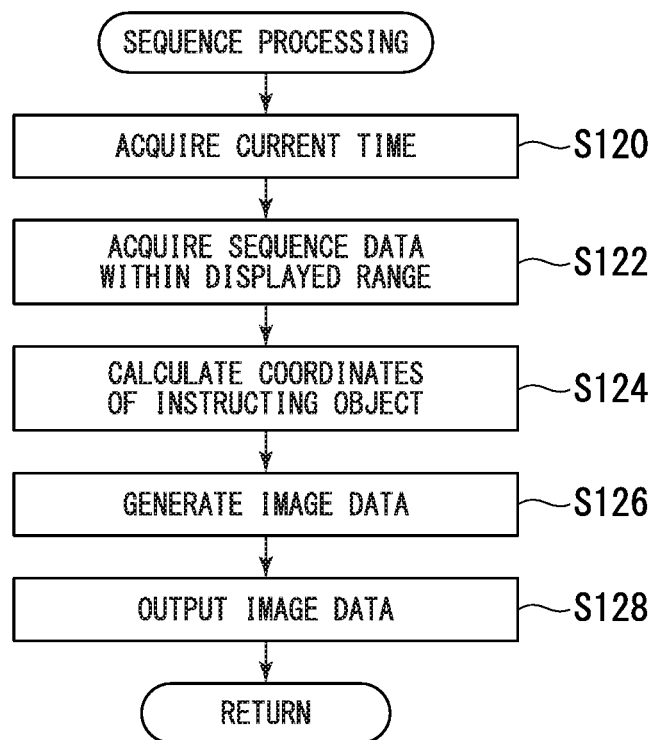 SEQUENCE PROCESSING
ACQUIRE CURRENT TIME
S120
ACQUIRE SEQUENCE DATA
WITHIN DISPLAYED RANGE
S122
CALCULATE COORDINATES
OF INSTRUCTING OBJECT
S124
GENERATE IMAGE DATA
S126
OUTPUT IMAGE DATA
S128
RETURN